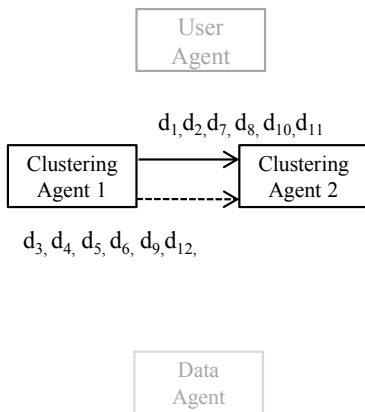 User
Agent
d₁,d₂,d₇, d₈, d₁₀,d₁₁
Clustering
Agent 1
Clustering
Agent 2
d₃, d₄, d₅, d₆, d₉,d₁₂,
Data
Agent